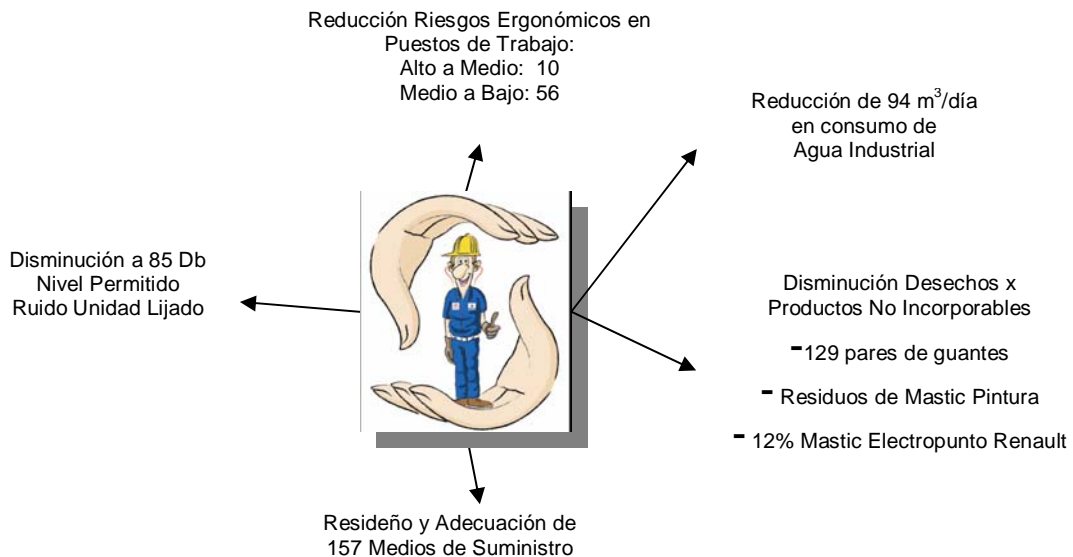 Reducción Riesgos Ergonómicos en
Puestos de Trabajo:
Alto a Medio: 10
Medio a Bajo: 56
Reducción de 94 m³/día
en consumo de
Agua Industrial
Disminución a 85 Db
Nivel Permitido
Ruido Unidad Lijado
Disminución Desechos x
Productos No Incorporables
-129 pares de guantes
- Residuos de Mastic Pintura
- 12% Mastic Electropunto Renault
Resideño y Adecuación de
157 Medios de Suministro